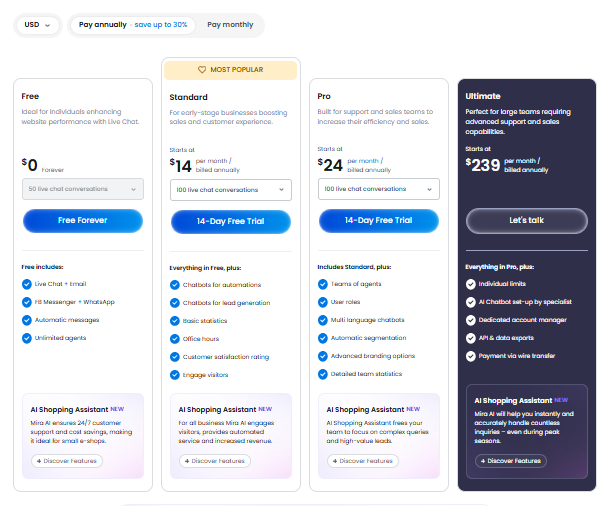 USD
Pay annually · save up to 30%
Pay monthly
MOST POPULAR
Free
Ideal for individuals enhancing
website performance with Live Chat.
$0 Forever
50 live chat conversations
Free Forever
Free includes:
Live Chat + Email
FB Messenger + WhatsApp
Automatic messages
Unlimited agents
AI Shopping Assistant NEW
Mira AI ensures 24/7 customer
support and cost savings, making
it ideal for small e-shops.
+ Discover Features
Standard
For early-stage businesses boosting
sales and customer experience.
Starts at
$14 per month /
billed annually
100 live chat conversations
14-Day Free Trial
Everything in Free, plus:
Chatbots for automations
Chatbots for lead generation
Basic statistics
Office hours
Customer satisfaction rating
Engage visitors
AI Shopping Assistant NEW
For all business Mira AI engages
visitors, provides automated
service and increased revenue.
+ Discover Features
Pro
Built for support and sales teams to
increase their efficiency and sales.
Starts at
$24 per month /
billed annually
100 live chat conversations
14-Day Free Trial
Includes Standard, plus:
Teams of agents
User roles
Multi language chatbots
Automatic segmentation
Advanced branding options
Detailed team statistics
AI Shopping Assistant NEW
AI Shopping Assistant frees your
team to focus on complex queries
and high-value leads.
+ Discover Features
Ultimate
Perfect for large teams requiring
advanced support and sales
capabilities.
Starts at
$239 per month /
billed annually
Let's talk
Everything in Pro, plus:
Individual limits
AI Chatbot set-up by specialist
Dedicated account manager
API & data exports
Payment via wire transfer
AI Shopping Assistant NEW
Mira AI will help you instantly and
accurately handle countless
inquiries – even during peak
seasons.
+ Discover Features